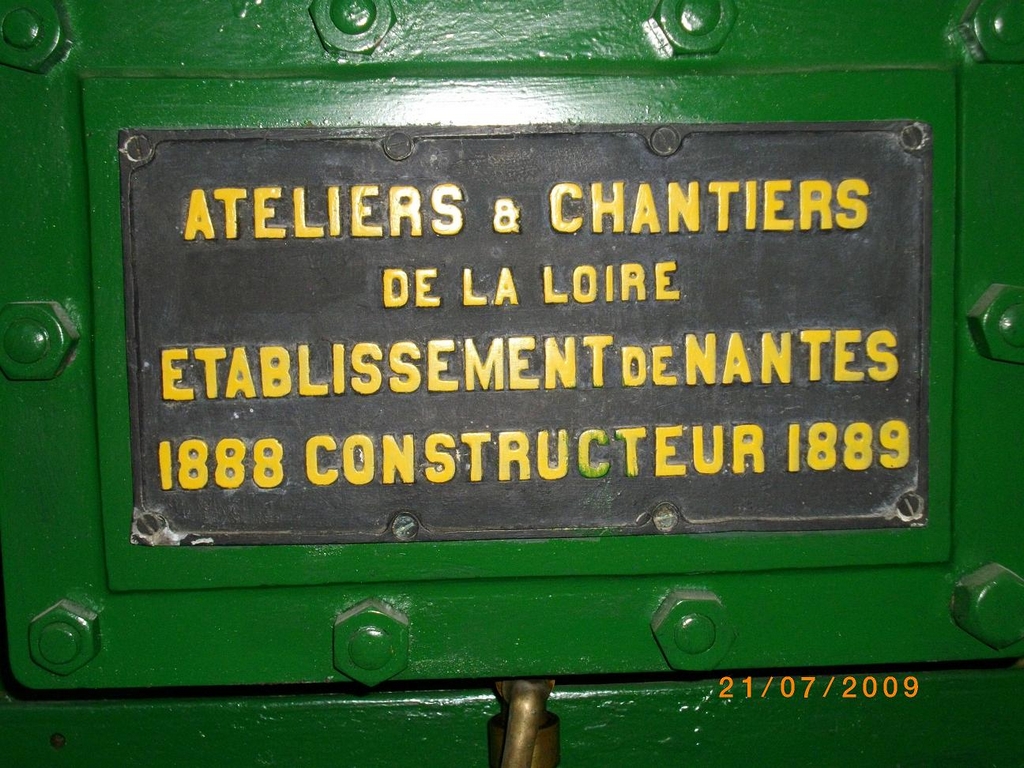 ATELIERS & CHANTIERS
DE LA LOIRE
ETABLISSEMENT DE NANTES
1888 CONSTRUCTEUR 1889
21/07/2009